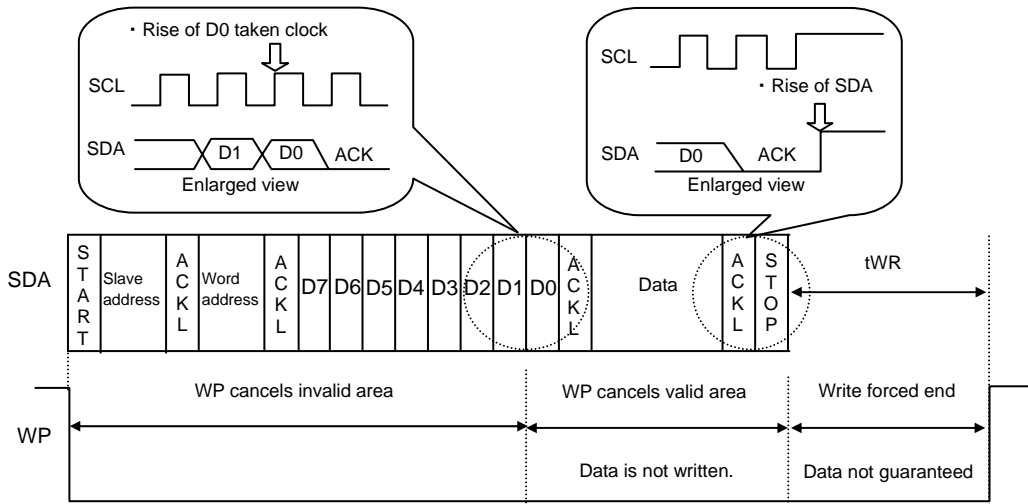 ・Rise of D0 taken clock
SCL
SDA
D1
D0
ACK
Enlarged view
SCL
・Rise of SDA
SDA
D0
ACK
Enlarged view
SDA
START
Slave address
ACKL
Word address
ACKL
D7
D6
D5
D4
D3
D2
D1
D0
ACKL
Data
ACKL
STOP
tWR
WP cancels invalid area
WP cancels valid area
Write forced end
WP
Data is not written.
Data not guaranteed